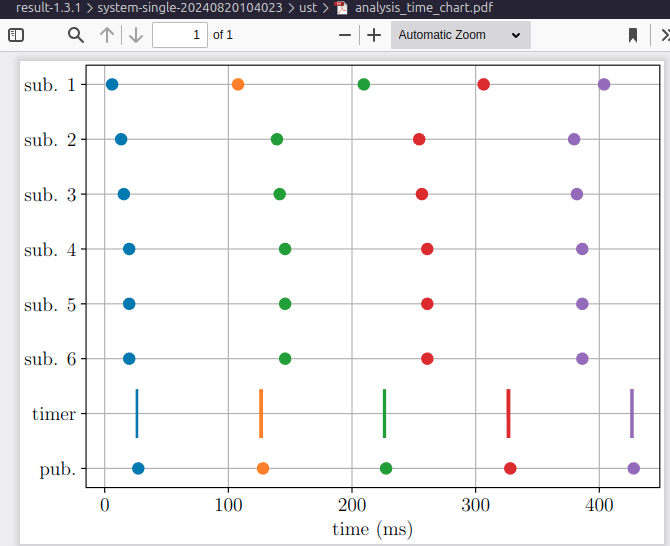 result-1.3.1 > system-single-20240820104023 > ust > analysis_time_chart.pdf
1 of 1 Automatic Zoom
sub. 1
sub. 2
sub. 3
sub. 4
sub. 5
sub. 6
timer
pub.
0 100 200 300 400
time (ms)